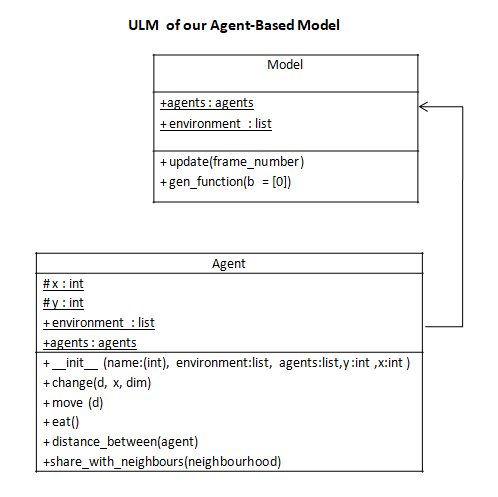 ULM of our Agent-Based Model
Model
+agents : agents
+environment : list
+update(frame_number)
+gen_function(b = [0])
Agent
#x : int
#y : int
+environment : list
+agents : agents
+__init__ (name:(int), environment:list, agents:list,y:int ,x:int )
+change(d, x, dim)
+move (d)
+eat()
+distance_between(agent)
+share_with_neighbours(neighbourhood)